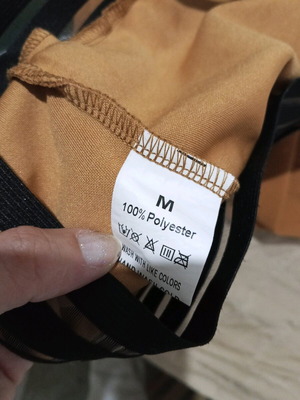 M
100% Polyester
WASH WITH LIKE COLORS